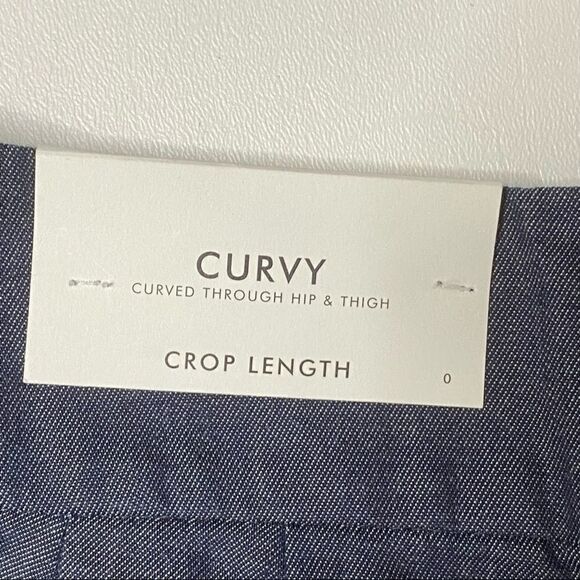 CURVY
CURVED THROUGH HIP & THIGH
CROP LENGTH
0